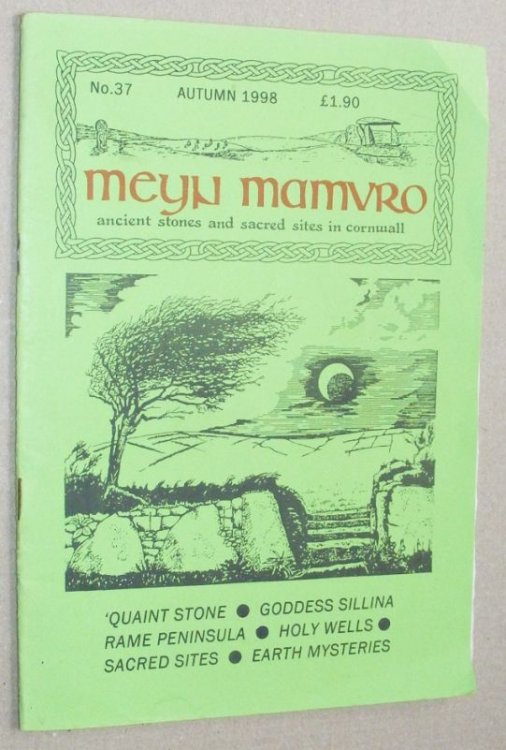 No.37 AUTUMN 1998 £1.90
meyn mamvro
ancient stones and sacred sites in cornwall
'QUAINT STONE ● GODDESS SILLINA
RAME PENINSULA ● HOLY WELLS ●
SACRED SITES ● EARTH MYSTERIES